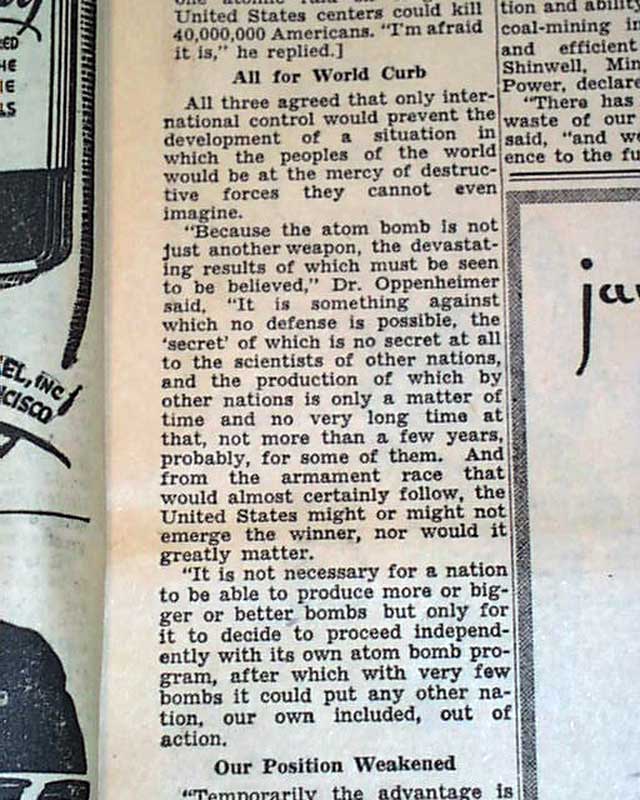 United States centers could kill
40,000,000 Americans. "I'm afraid
it is," he replied.]
All for World Curb
All three agreed that only inter-
national control would prevent the
development of a situation in
which the peoples of the world
would be at the mercy of destruc-
tive forces they cannot even
imagine.
"Because the atom bomb is not
just another weapon, the devastat-
ing results of which must be seen
to be believed," Dr. Oppenheimer
said, "It is something against
which no defense is possible, the
'secret' of which is no secret at all
to the scientists of other nations,
and the production of which by
other nations is only a matter of
time and no very long time at
that, not more than a few years,
probably, for some of them. And
from the armament race that
would almost certainly follow, the
United States might or might not
emerge the winner, nor would it
greatly matter.
"It is not necessary for a nation
to be able to produce more or big-
ger or better bombs but only for
it to decide to proceed independ-
ently with its own atom bomb pro-
gram, after which with very few
bombs it could put any other na-
tion, our own included, out of
action.
Our Position Weakened
"Temporarily the advantage is
tion and ability
coal-mining in
and efficient
Shinwell, Min
Power, declare
"There has
waste of our
said, "and we
ence to the fu
EL, INC
CISCO